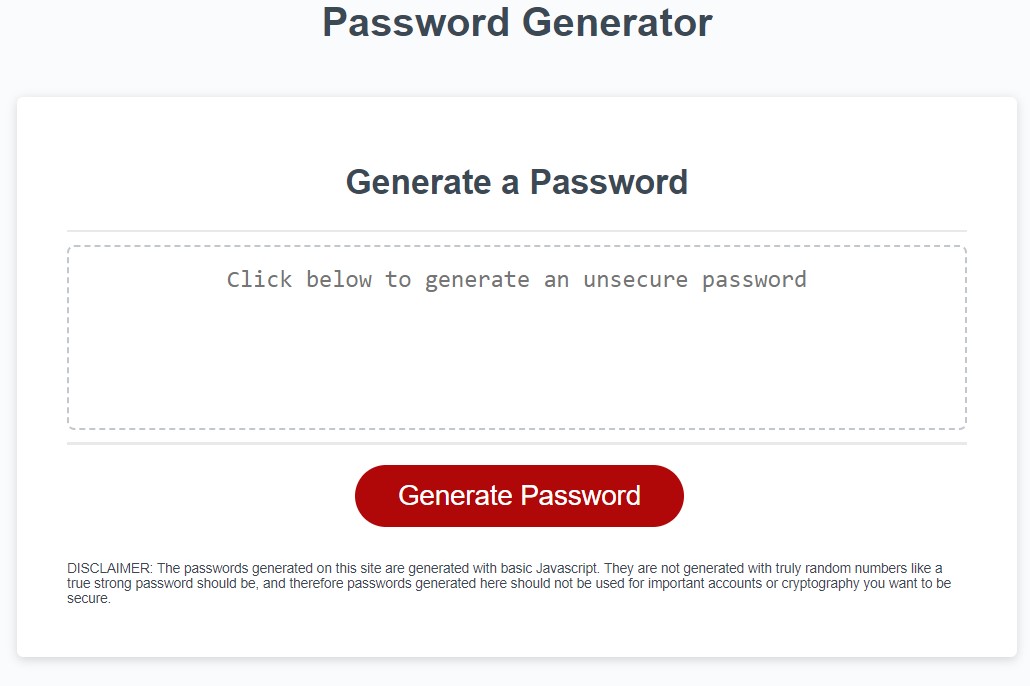 Password Generator
Generate a Password
Click below to generate an unsecure password
Generate Password
DISCLAIMER: The passwords generated on this site are generated with basic Javascript. They are not generated with truly random numbers like a
true strong password should be, and therefore passwords generated here should not be used for important accounts or cryptography you want to be
secure.